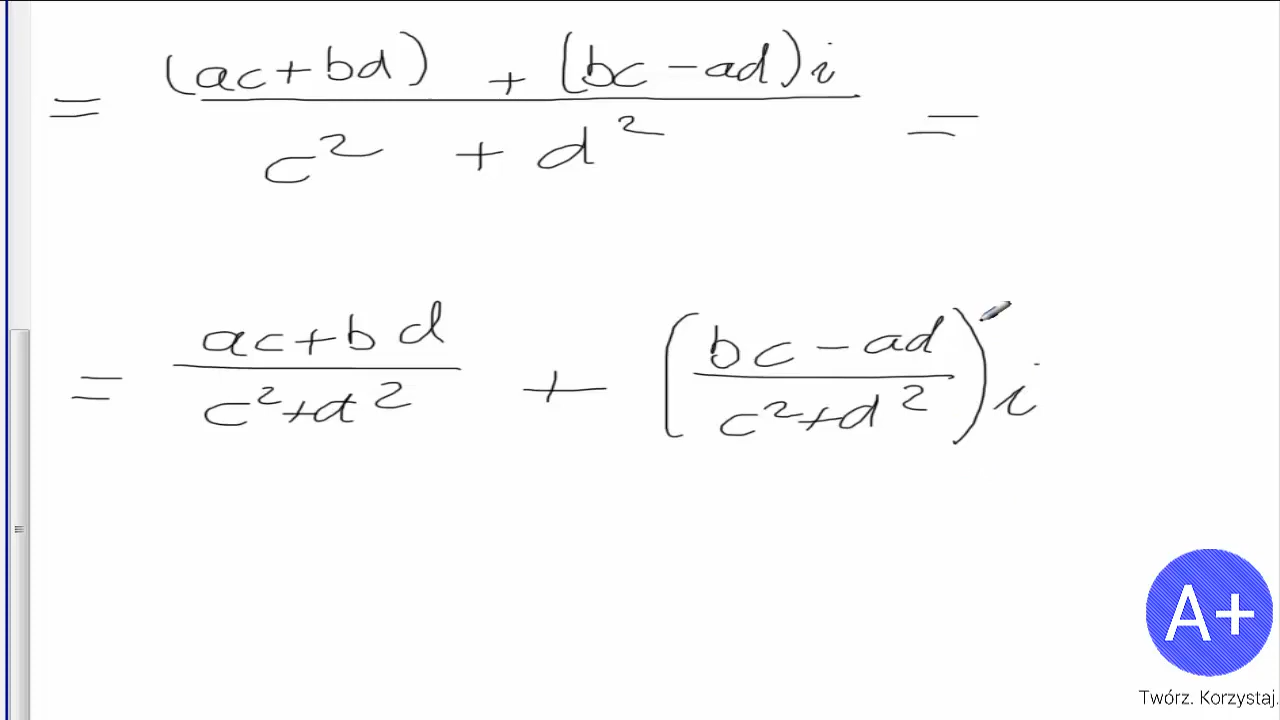 = (ac+bd) + (bc-ad)i =
c² + d²
= ac+bd + (bc-ad) i
c²+d² c²+d²
A+
Twórz. Korzystaj.